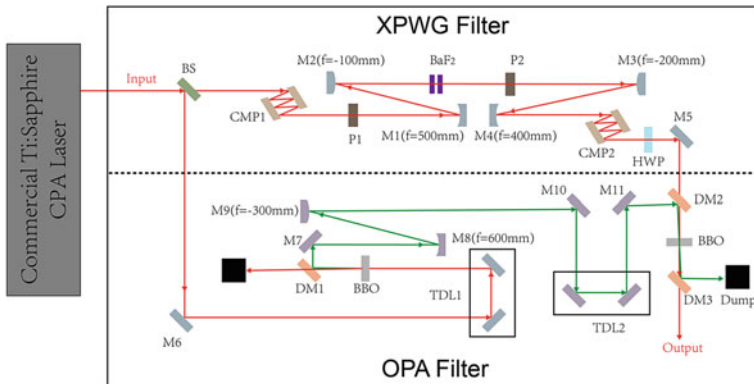 XPWG Filter
Commercial Ti:Sapphire
CPA Laser
Input
BS
M2(f=-100mm)
BaF2
P2
M3(f=-200mm)
CMP1
P1
M1(f=500mm)
M4(f=400mm)
CMP2
HWP
M5
M9(f=-300mm)
M10
M11
DM2
M7
M8(f=600mm)
BBO
DM1
BBO
TDL1
DM3
Dump
M6
TDL2
Output
OPA Filter